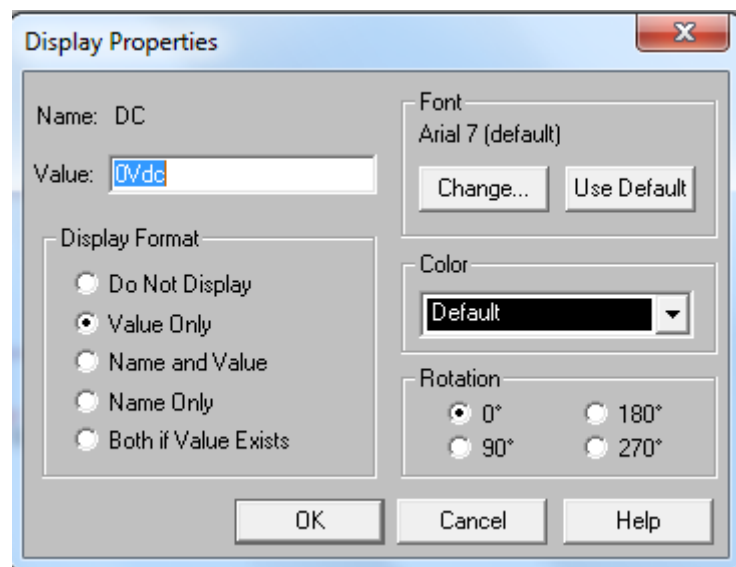 Display Properties
Name: DC
Value: 0Vdc
Display Format
Do Not Display
Value Only
Name and Value
Name Only
Both if Value Exists
Font
Arial 7 (default)
Change... Use Default
Color
Default
Rotation
0° 180°
90° 270°
OK Cancel Help